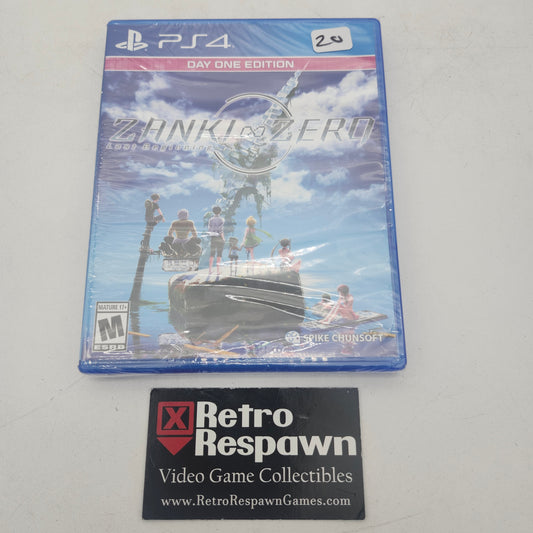 PS4
20
DAY ONE EDITION
ZANKI ZERO
Last Beginning
MATURE 17+
M
ESRB
SPIKE CHUNSOFT
Retro
Respawn
Video Game Collectibles
www.RetroRespawnGames.com